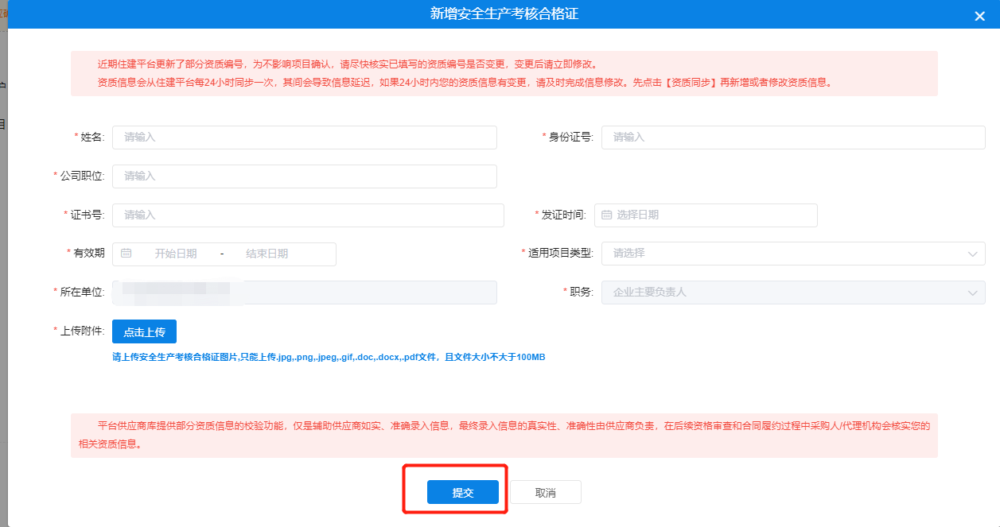 新增安全生产考核合格证
近期住建平台更新了部分资质编号，为不影响项目确认，请尽快核实已填写的资质编号是否变更，变更后请立即修改。
资质信息会从住建平台每24小时同步一次，其间会导致信息延迟，如果24小时内您的资质信息有变更，请及时完成信息修改。先点击【资质同步】再新增或者修改资质信息。
* 姓名: 请输入 * 身份证号: 请输入
* 公司职位: 请输入
* 证书号: 请输入 * 发证时间: 选择日期
* 有效期 开始日期 - 结束日期 * 适用项目类型: 请选择
* 所在单位: * 职务: 企业主要负责人
* 上传附件: 点击上传
请上传安全生产考核合格证图片,只能上传.jpg,.png,.jpeg,.gif,.doc,.docx,.pdf文件，且文件大小不大于100MB
平台供应商库提供部分资质信息的校验功能，仅是辅助供应商如实、准确录入信息，最终录入信息的真实性、准确性由供应商负责，在后续资格审查和合同履约过程中采购人/代理机构会核实您的
相关资质信息。
提交 取消